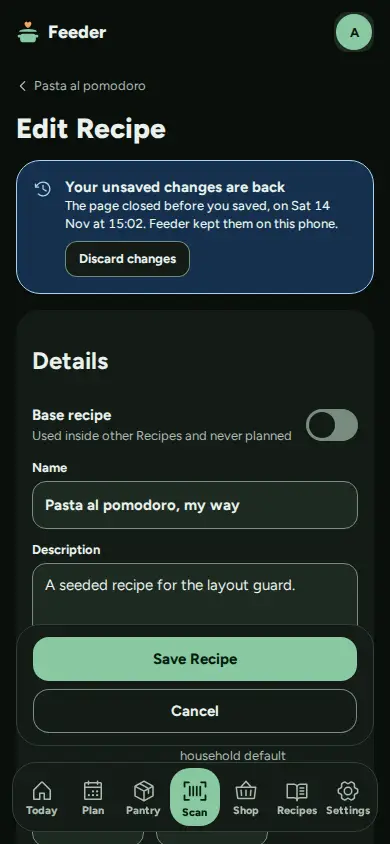 Feeder
A
Pasta al pomodoro
Edit Recipe
Your unsaved changes are back
The page closed before you saved, on Sat 14
Nov at 15:02. Feeder kept them on this phone.
Discard changes
Details
Base recipe
Used inside other Recipes and never planned
Name
Pasta al pomodoro, my way
Description
A seeded recipe for the layout guard.
Save Recipe
Cancel
household default
Today
Plan
Pantry
Scan
Shop
Recipes
Settings